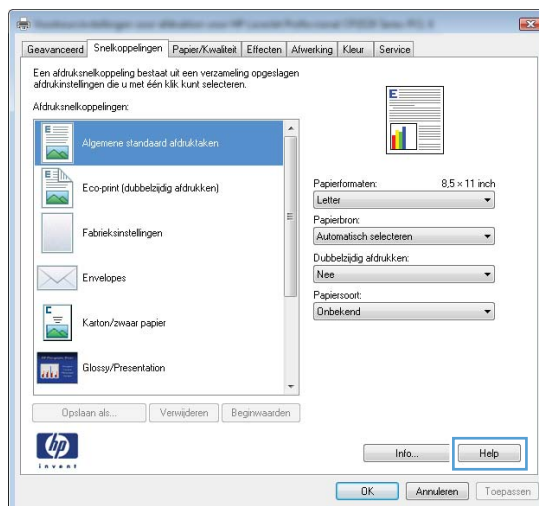 Geavanceerd Snelkoppelingen Papier/Kwaliteit Effecten Afwerking Kleur Service
Een afdruksnelkoppeling bestaat uit een verzameling opgeslagen
afdrukinstellingen die u met één klik kunt selecteren.
Afdruksnelkoppelingen:
Algemene standaard afdruktaken
Eco-print (dubbelzijdig afdrukken)
Fabrieksinstellingen
Envelopes
Karton/zwaar papier
Glossy/Presentation
E
Papierformaten: 8,5 × 11 inch
Letter
Papierbron:
Automatisch selecteren
Dubbelzijdig afdrukken:
Nee
Papiersoort:
Onbekend
Opslaan als... Verwijderen Beginwaarden
hp
invent
Info... Help
OK Annuleren Toepassen